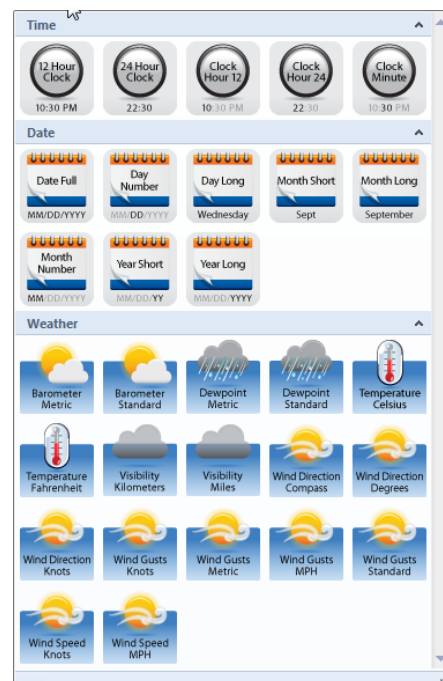 Time
12 Hour
Clock
10:30 PM
24 Hour
Clock
22:30
Clock
Hour 12
10:30 PM
Clock
Hour 24
22:30
Clock
Minute
10:30 PM
Date
Date Full
MM/DD/YYYY
Day
Number
MM/DD/YYYY
Day Long
Wednesday
Month Short
Sept
Month Long
September
Month
Number
MM/DD/YYYY
Year Short
MM/DD/YY
Year Long
MM/DD/YYYY
Weather
Barometer
Metric
Barometer
Standard
Dewpoint
Metric
Dewpoint
Standard
Temperature
Celsius
Temperature
Fahrenheit
Visibility
Kilometers
Visibility
Miles
Wind Direction
Compass
Wind Direction
Degrees
Wind Direction
Knots
Wind Gusts
Knots
Wind Gusts
Metric
Wind Gusts
MPH
Wind Gusts
Standard
Wind Speed
Knots
Wind Speed
MPH